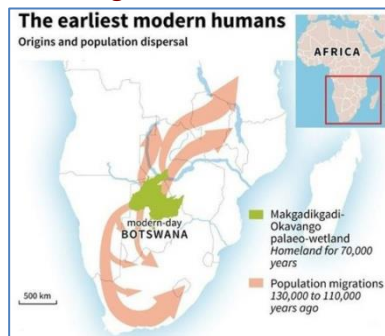 The earliest modern humans
Origins and population dispersal
AFRICA
modern-day
BOTSWANA
Makgadikgadi-
Okavango
palaeo-wetland
Homeland for 70,000
years
Population migrations
130,000 to 110,000
years ago
500 km